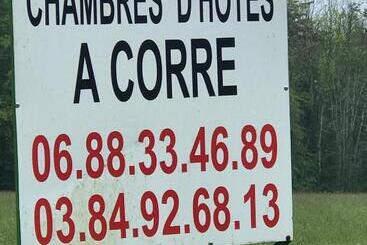 CHAMBRES D'HOTES
A CORRE
06.88.33.46.89
03.84.92.68.13